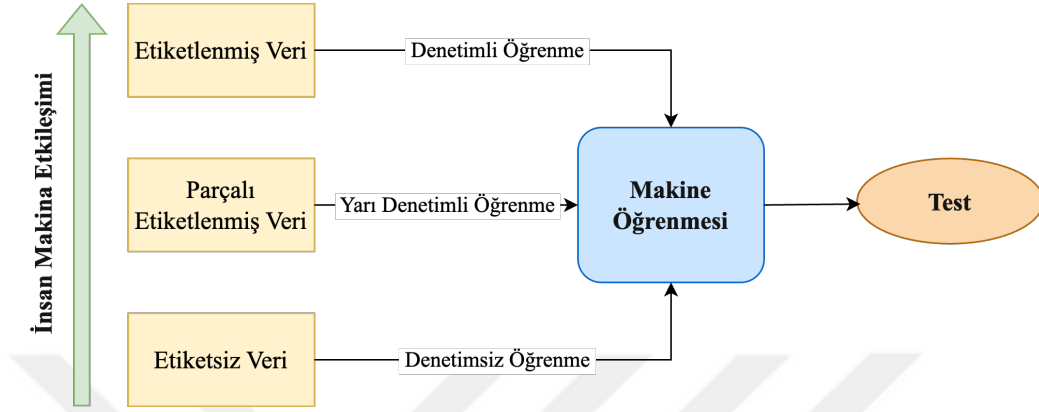 İnsan Makina Etkileşimi
Etiketlenmiş Veri
Denetimli Öğrenme
Parçalı
Etiketlenmiş Veri
Yarı Denetimli Öğrenme
Makine
Öğrenmesi
Test
Etiketsiz Veri
Denetimsiz Öğrenme